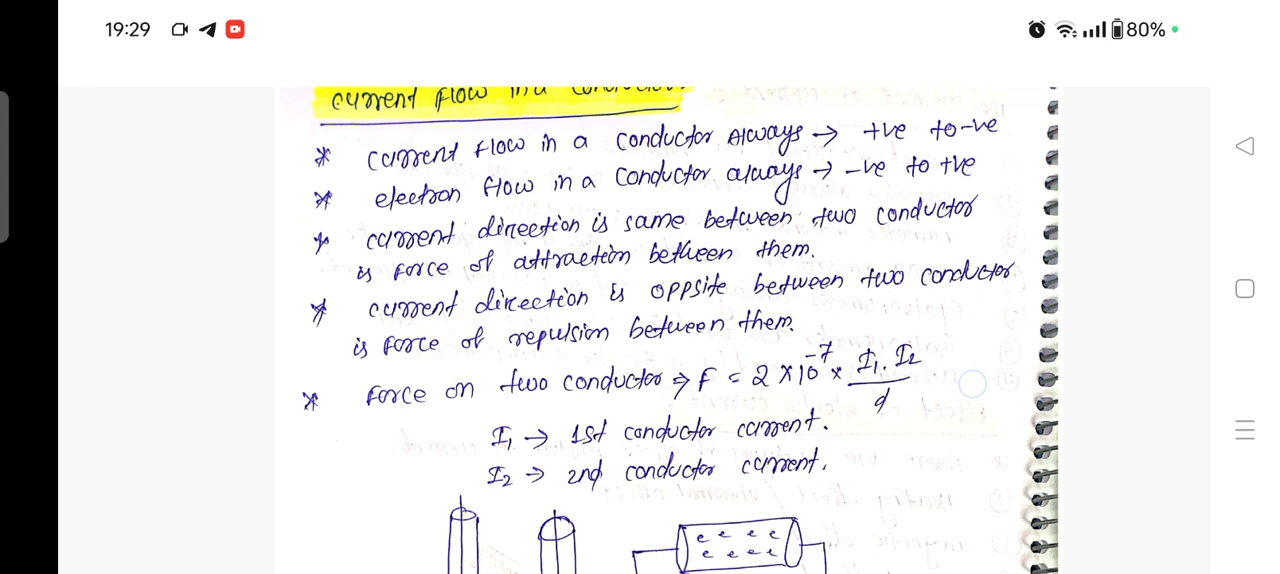 19:29
80%
current flow in a conductor
* current flow in a conductor Always → +ve to -ve
* electron flow in a conductor always → -ve to +ve
* current direction is same between two conductor
is force of attraction between them.
* current direction is oppsite between two conductor
is force of repulsion between them.
* force on two conductor ⇒ F = 2 × 10⁻⁷ × I₁. I₂ / d
I₁ → 1st conductor current.
I₂ → 2nd conductor current.
e e e e
e e e e